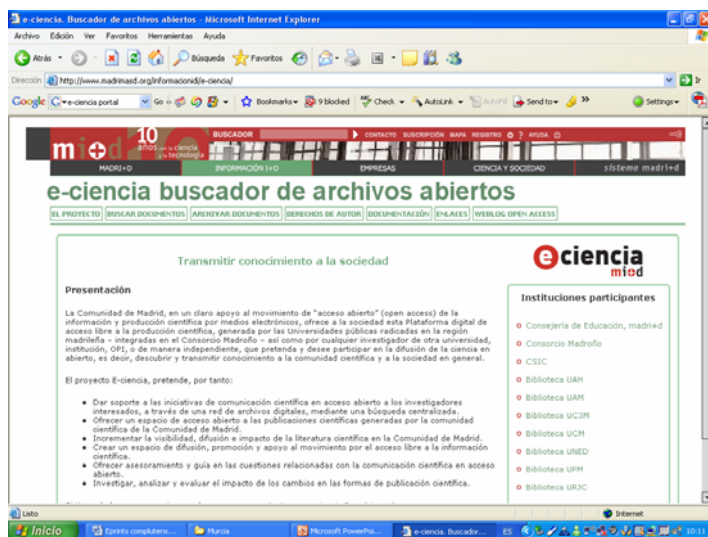 e-ciencia. Buscador de archivos abiertos - Microsoft Internet Explorer
Archivo Edición Ver Favoritos Herramientas Ayuda
Atrás Búsqueda Favoritos
Dirección http://www.madrimasd.org/informacionidi/e-ciencia/ Ir
Google e-ciencia portal Go Bookmarks 9 blocked Check AutoLink AutoFill Send to Settings
mi+d 10 años con la ciencia y la tecnología BUSCADOR CONTACTO SUSCRIPCIÓN MAPA REGISTRO ? AYUDA
MADRI+D INFORMACIÓN I+D EMPRESAS CIENCIA Y SOCIEDAD sistema madri+d
e-ciencia buscador de archivos abiertos
EL PROYECTO BUSCAR DOCUMENTOS ARCHIVAR DOCUMENTOS DERECHOS DE AUTOR DOCUMENTACIÓN ENLACES WEBLOG OPEN ACCESS
Transmitir conocimiento a la sociedad
Presentación
La Comunidad de Madrid, en un claro apoyo al movimiento de "acceso abierto" (open access) de la
información y producción científica por medios electrónicos, ofrece a la sociedad esta Plataforma digital de
acceso libre a la producción científica, generada por las Universidades públicas radicadas en la región
madrileña - integradas en el Consorcio Madroño - así como por cualquier investigador de otra universidad,
institución, OPI, o de manera independiente, que pretenda y desee participar en la difusión de la ciencia en
abierto, es decir, descubrir y transmitir conocimiento a la comunidad científica y a la sociedad en general.
El proyecto E-ciencia, pretende, por tanto:
Dar soporte a las iniciativas de comunicación científica en acceso abierto a los investigadores
interesados, a través de una red de archivos digitales, mediante una búsqueda centralizada.
Ofrecer un espacio de acceso abierto a las publicaciones científicas generadas por la comunidad
científica de la Comunidad de Madrid.
Incrementar la visibilidad, difusión e impacto de la literatura científica en la Comunidad de Madrid.
Crear un espacio de difusión, promoción y apoyo al movimiento por el acceso libre a la información
científica.
Ofrecer asesoramiento y guía en las cuestiones relacionadas con la comunicación científica en acceso
abierto.
Investigar, analizar y evaluar el impacto de los cambios en las formas de publicación científica.
eciencia
mi+d
Instituciones participantes
Consejería de Educación, madri+d
Consorcio Madroño
CSIC
Biblioteca UAH
Biblioteca UAM
Biblioteca UC3M
Biblioteca UCM
Biblioteca UNED
Biblioteca UPM
Biblioteca URJC
Listo Internet
Inicio Eprints complutens... Murcia Microsoft PowerPoi... e-ciencia. Buscador... ES 10:11